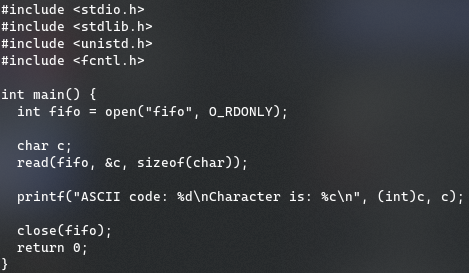 #include <stdio.h>
#include <stdlib.h>
#include <unistd.h>
#include <fcntl.h>

int main() {
  int fifo = open("fifo", O_RDONLY);

  char c;
  read(fifo, &c, sizeof(char));

  printf("ASCII code: %d\nCharacter is: %c\n", (int)c, c);

  close(fifo);
  return 0;
}